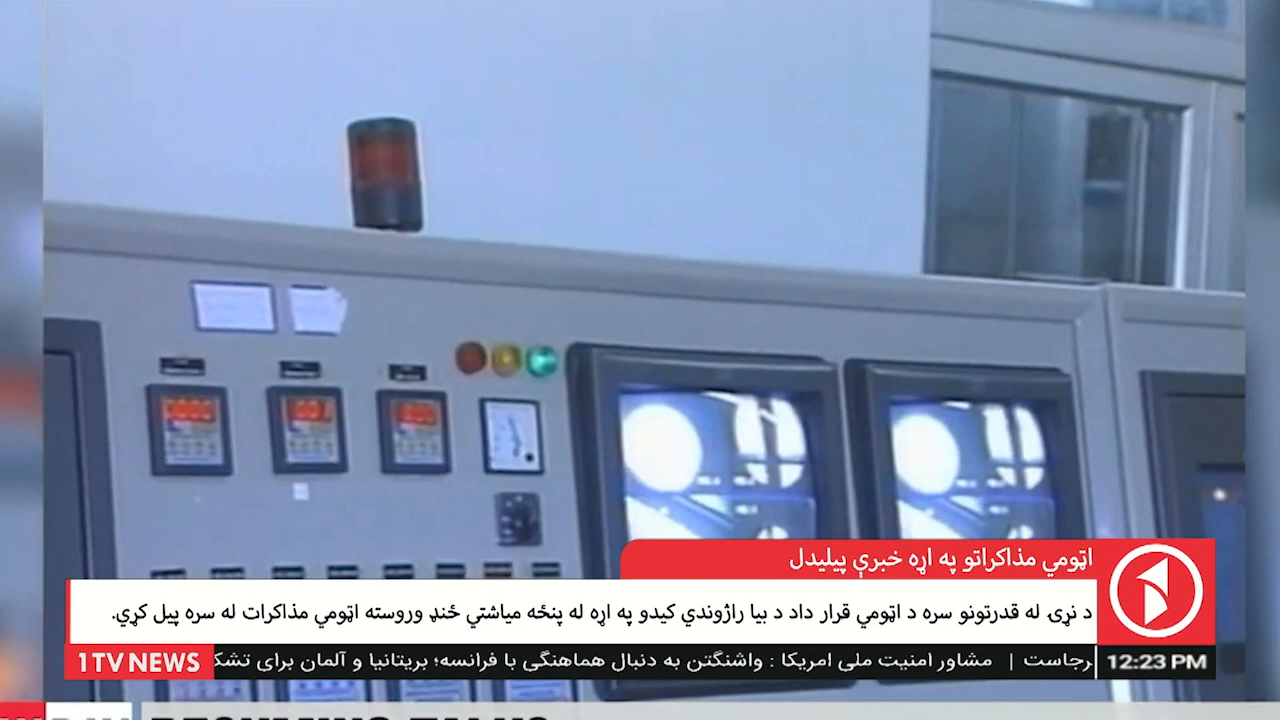 اټومي مذاکراتو په اړه خبرې پیلیدل
د نړۍ له قدرتونو سره د اټومي قرار داد د بیا راژوندي کیدو په اړه له پنځه میاشتي ځنډ وروسته اټومي مذاکرات له سره پیل کړي.
1TV NEWS
برجاست | مشاور امنیت ملی امریکا : واشنگتن به دنبال هماهنگی با فرانسه؛ بریتانیا و آلمان برای تشک
12:23 PM